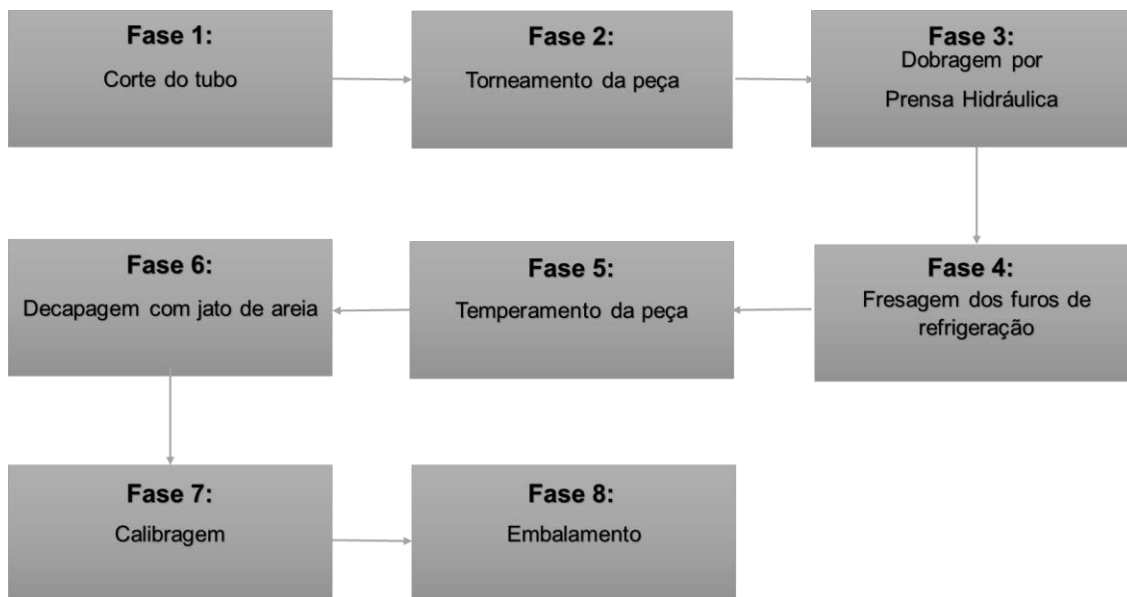 Fase 1:
Corte do tubo
Fase 2:
Torneamento da peça
Fase 3:
Dobragem por
Prensa Hidráulica
Fase 4:
Fresagem dos furos de
refrigeração
Fase 5:
Temperamento da peça
Fase 6:
Decapagem com jato de areia
Fase 7:
Calibragem
Fase 8:
Embalamento